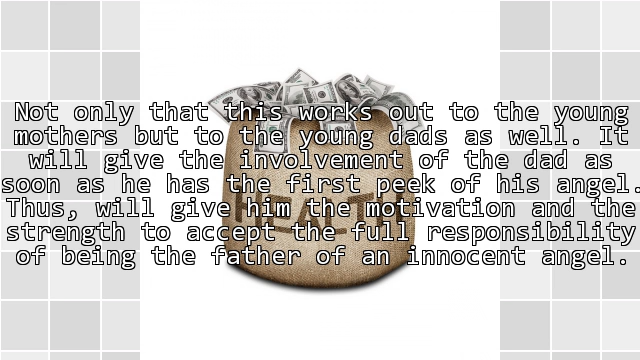 Not only that this works out to the young
mothers but to the young dads as well. It
will give the involvement of the dad as
soon as he has the first peek of his angel.
Thus, will give him the motivation and the
strength to accept the full responsibility
of being the father of an innocent angel.
HEALTH